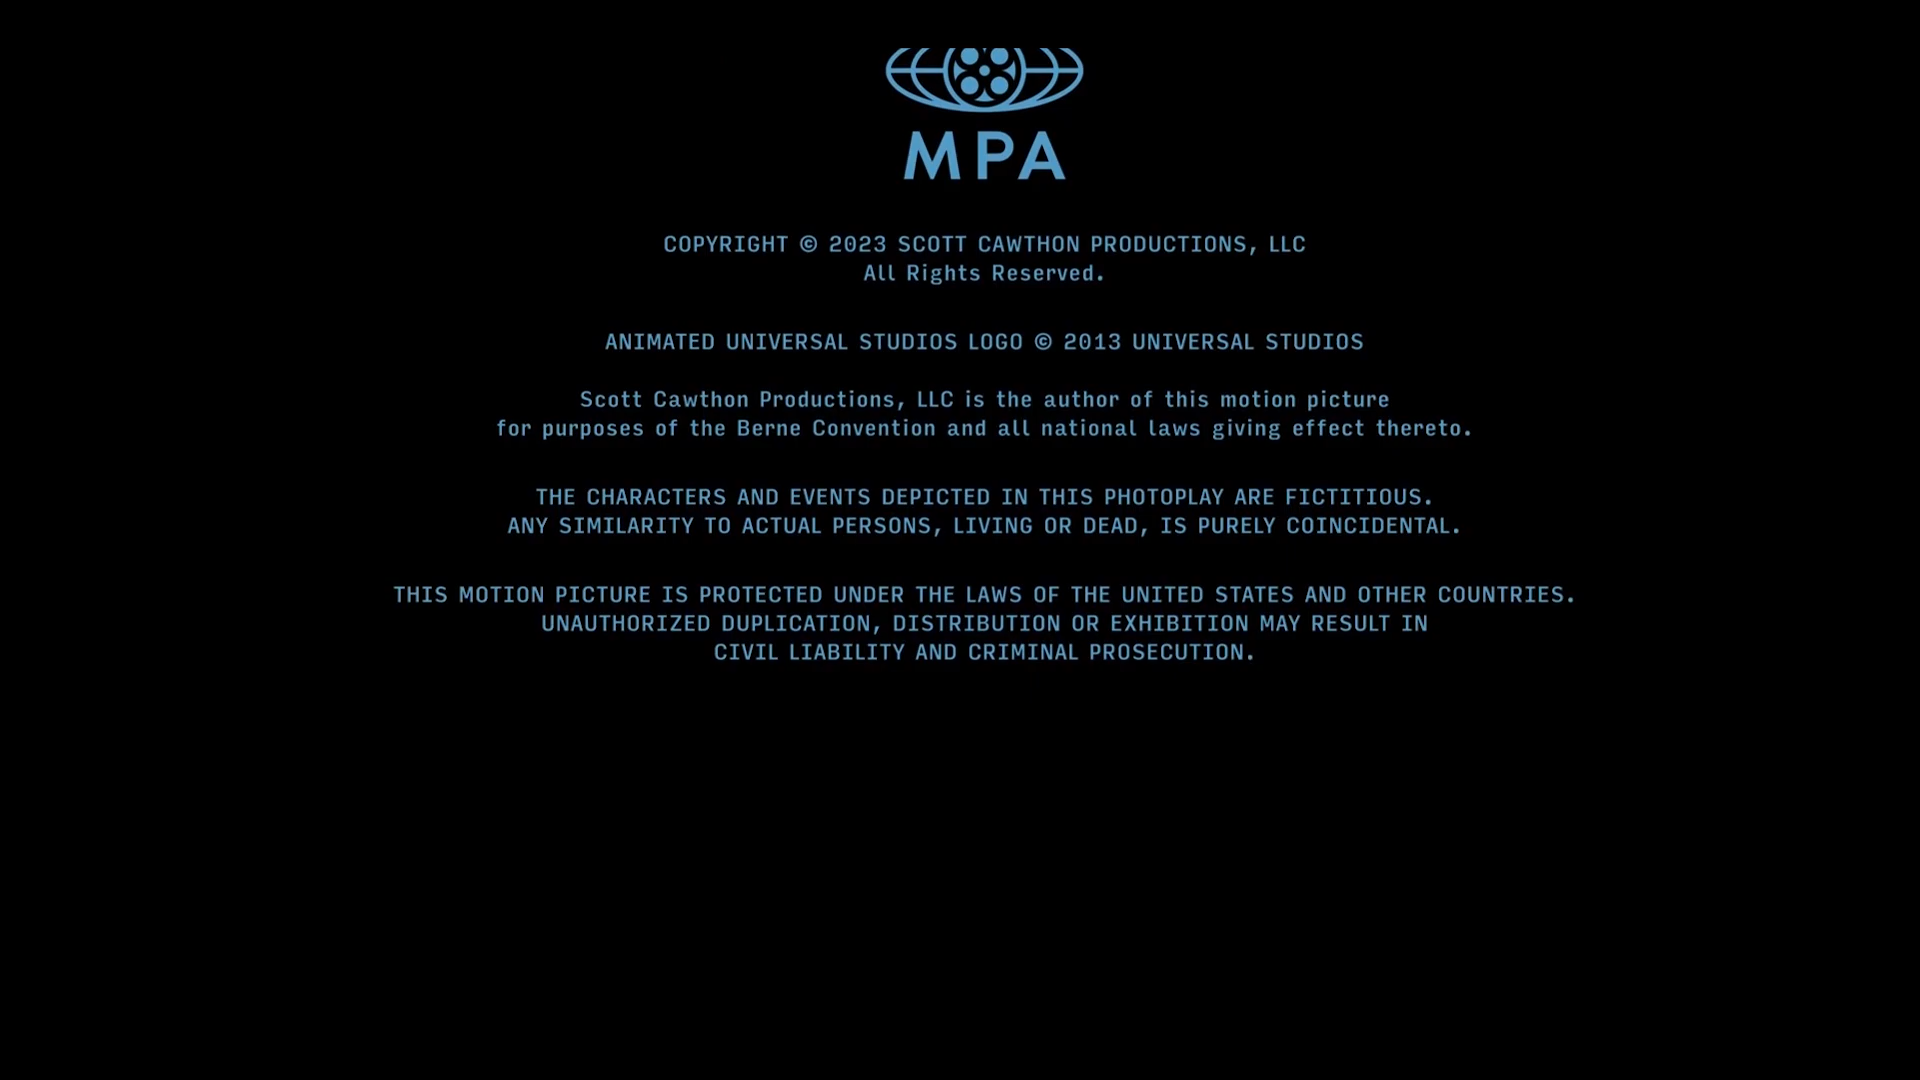 MPA
COPYRIGHT © 2023 SCOTT CAWTHON PRODUCTIONS, LLC
All Rights Reserved.
ANIMATED UNIVERSAL STUDIOS LOGO © 2013 UNIVERSAL STUDIOS
Scott Cawthon Productions, LLC is the author of this motion picture
for purposes of the Berne Convention and all national laws giving effect thereto.
THE CHARACTERS AND EVENTS DEPICTED IN THIS PHOTOPLAY ARE FICTITIOUS.
ANY SIMILARITY TO ACTUAL PERSONS, LIVING OR DEAD, IS PURELY COINCIDENTAL.
THIS MOTION PICTURE IS PROTECTED UNDER THE LAWS OF THE UNITED STATES AND OTHER COUNTRIES.
UNAUTHORIZED DUPLICATION, DISTRIBUTION OR EXHIBITION MAY RESULT IN
CIVIL LIABILITY AND CRIMINAL PROSECUTION.